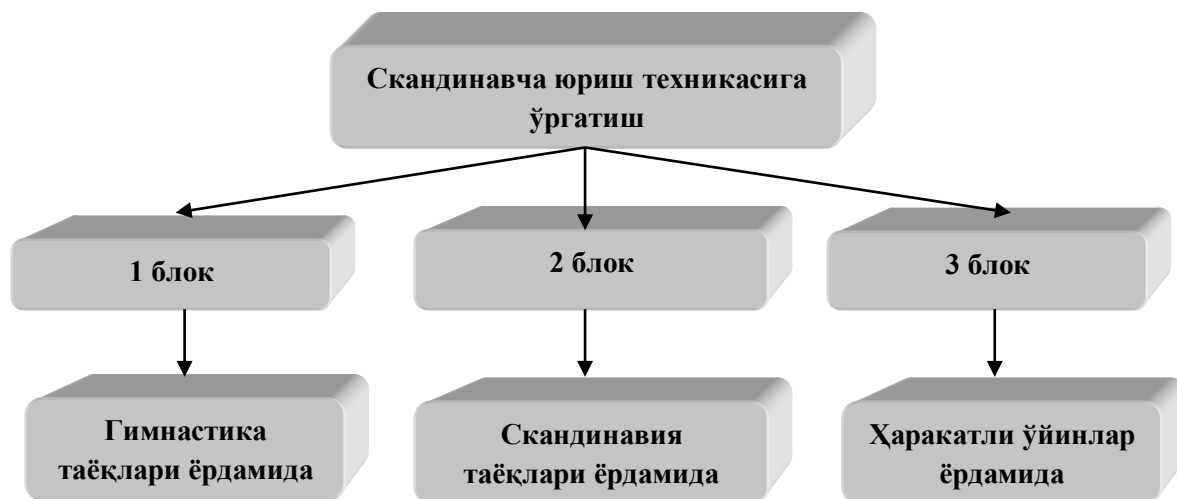 Скандинавча юриш техникасига
ўргатиш
1 блок
2 блок
3 блок
Гимнастика
таёқлари ёрдамида
Скандинавия
таёқлари ёрдамида
Ҳаракатли ўйинлар
ёрдамида